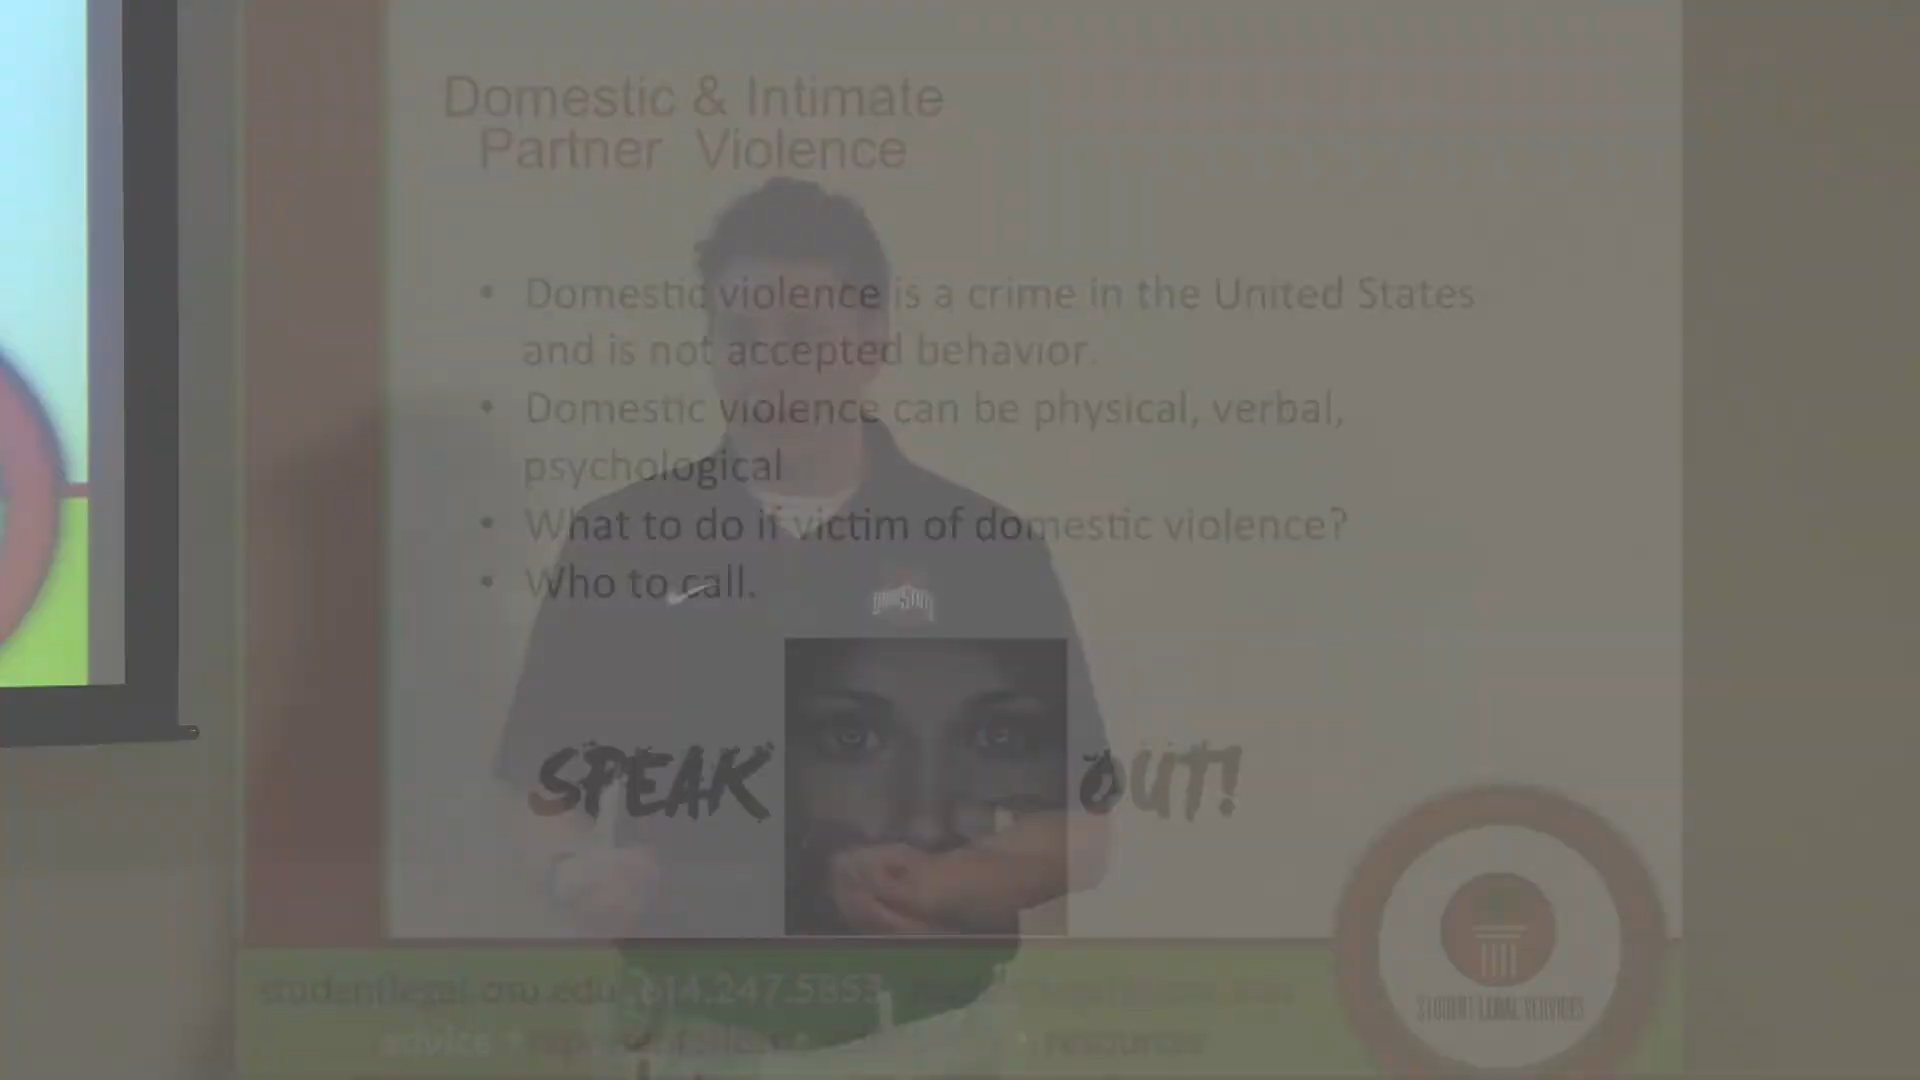 Domestic & Intimate
Partner Violence
• Domestic violence is a crime in the United States
and is not accepted behavior.
• Domestic violence can be physical, verbal,
psychological
• What to do if victim of domestic violence?
• Who to call.
SPEAK OUT!
studentlegal.osu.edu 614.247.5853
advice • • resources
STUDENT LEGAL SERVICES